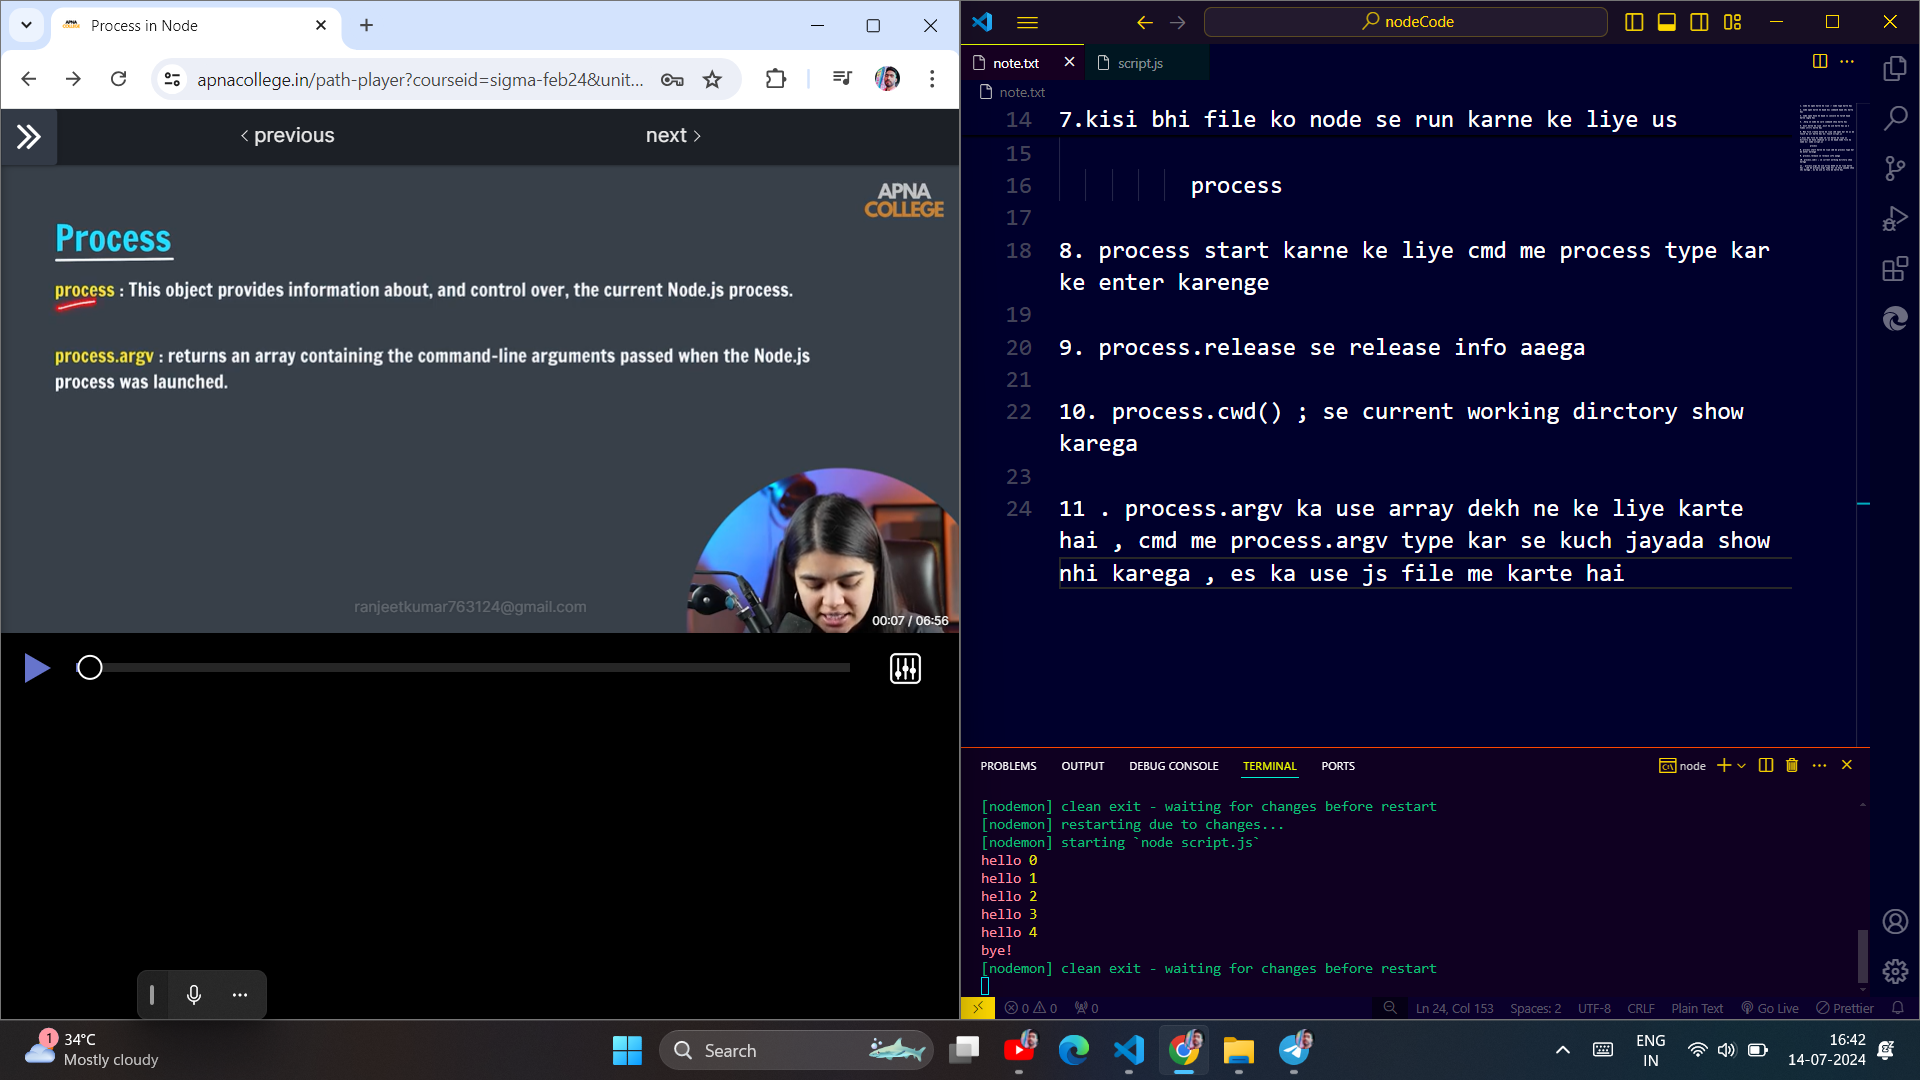 Process in Node
apnacollege.in/path-player?courseid=sigma-feb24&unit...
previous
next
APNA
COLLEGE
Process
process : This object provides information about, and control over, the current Node.js process.
process.argv : returns an array containing the command-line arguments passed when the Node.js
process was launched.
ranjeetkumar763124@gmail.com
00:07 / 06:56
nodeCode
note.txt
script.js
note.txt
14 7.kisi bhi file ko node se run karne ke liye us
15
16 process
17
18 8. process start karne ke liye cmd me process type kar
ke enter karenge
19
20 9. process.release se release info aaega
21
22 10. process.cwd() ; se current working dirctory show
karega
23
24 11 . process.argv ka use array dekh ne ke liye karte
hai , cmd me process.argv type kar se kuch jayada show
nhi karega , es ka use js file me karte hai
PROBLEMS OUTPUT DEBUG CONSOLE TERMINAL PORTS
node
[nodemon] clean exit - waiting for changes before restart
[nodemon] restarting due to changes...
[nodemon] starting `node script.js`
hello 0
hello 1
hello 2
hello 3
hello 4
bye!
[nodemon] clean exit - waiting for changes before restart
0 0 0 Ln 24, Col 153 Spaces: 2 UTF-8 CRLF Plain Text Go Live Prettier
1
34°C
Mostly cloudy
Search
ENG
IN
16:42
14-07-2024